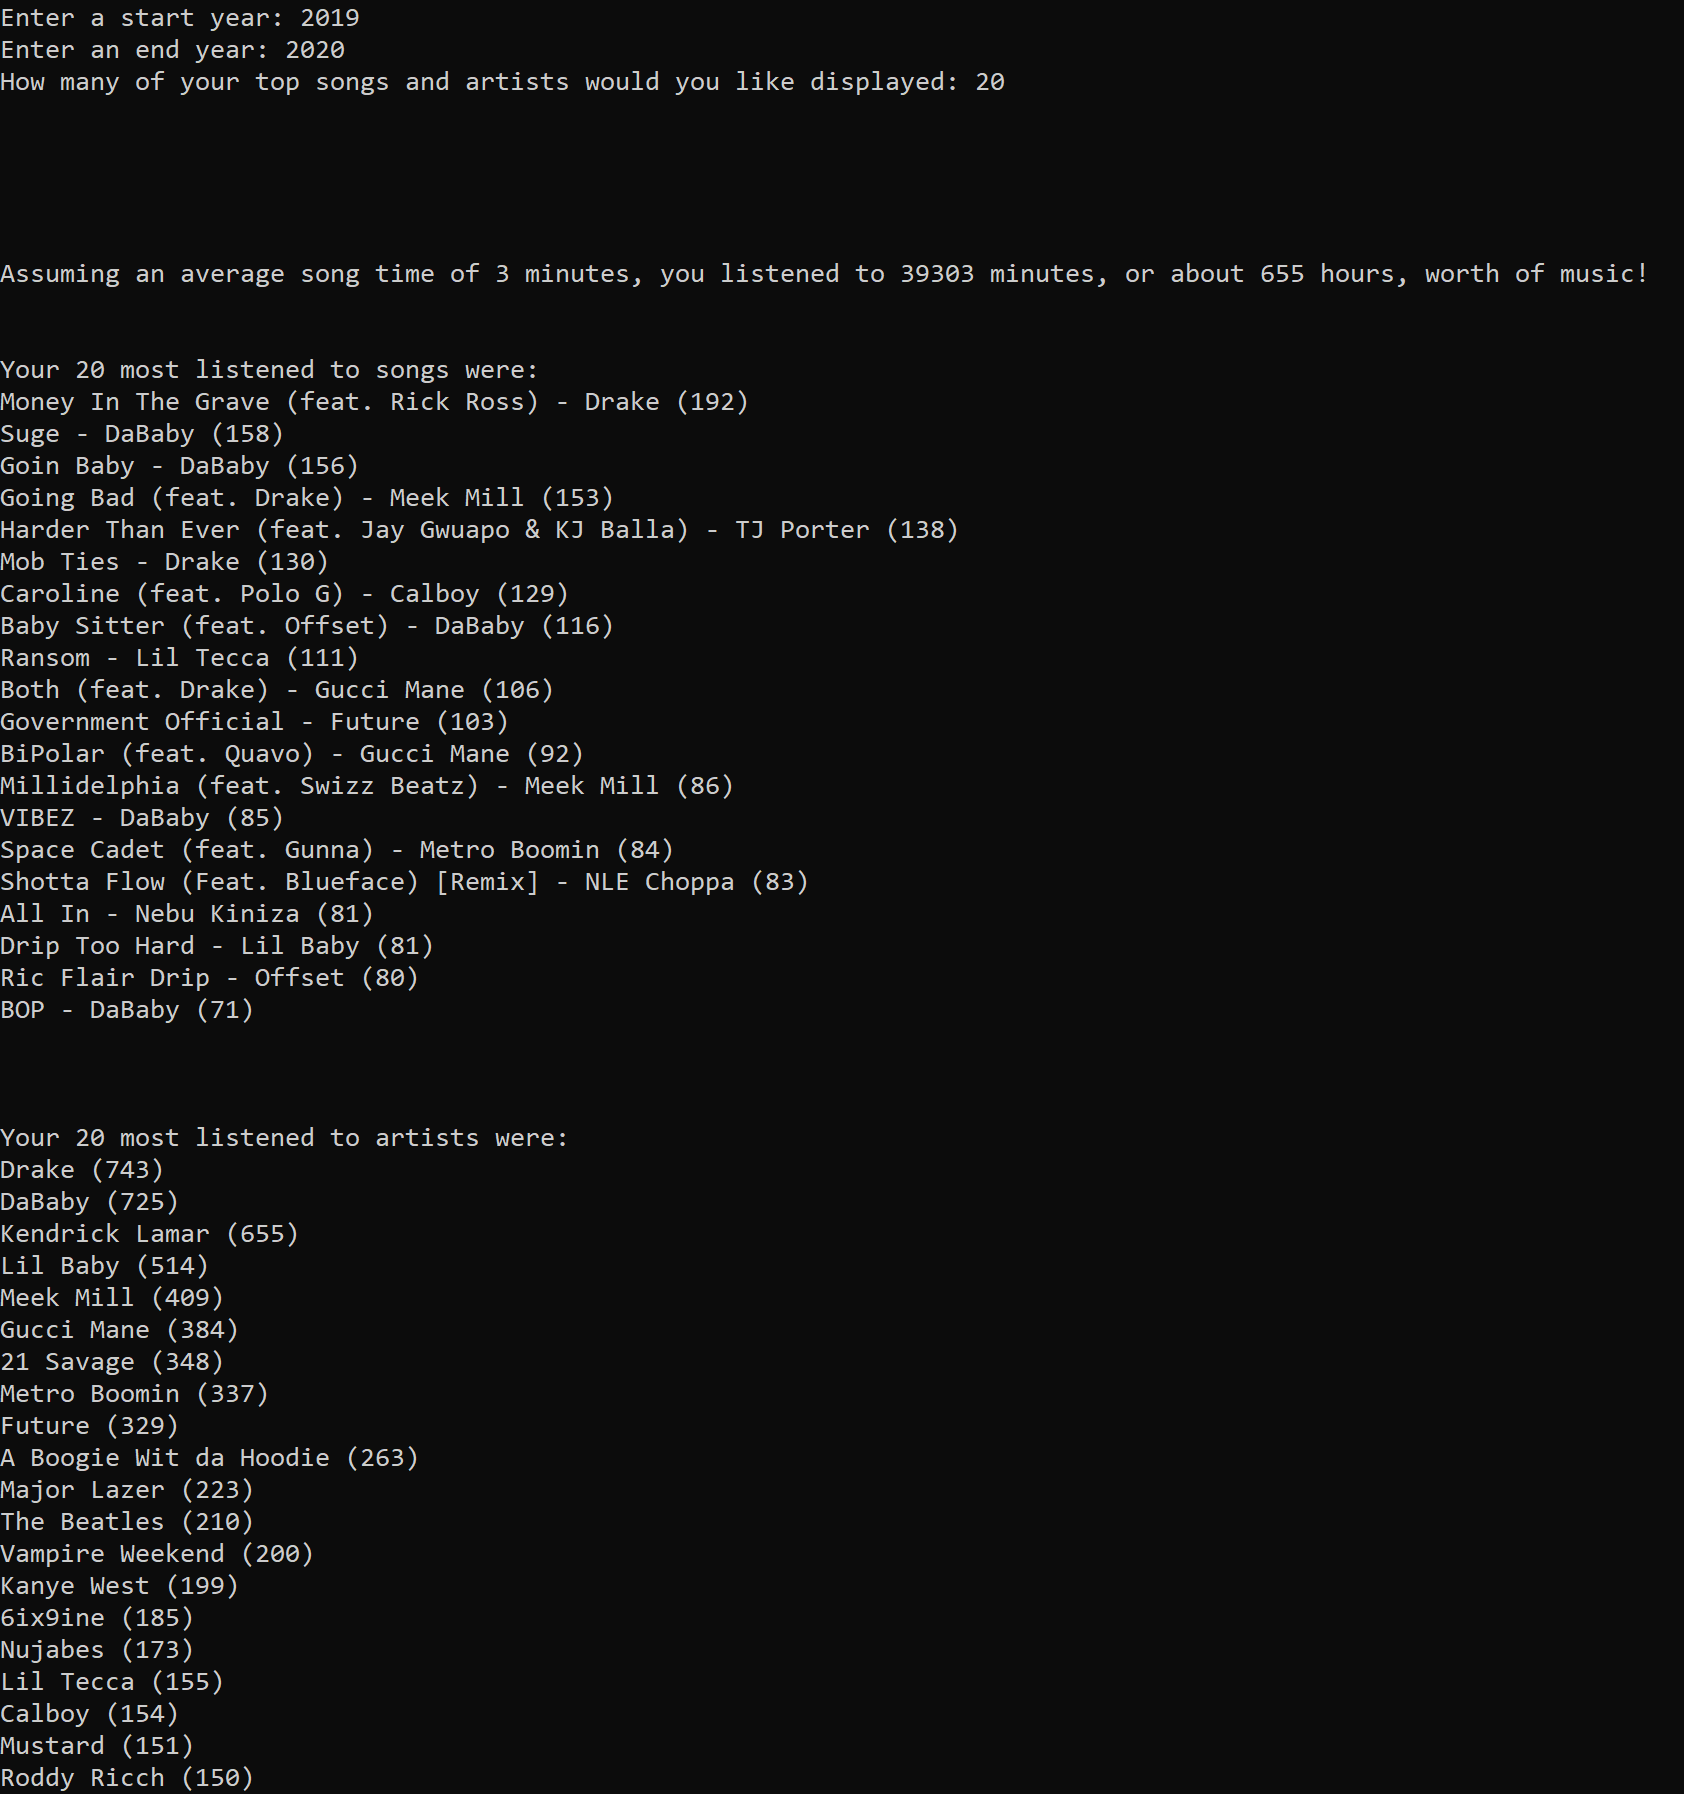 Enter a start year: 2019
Enter an end year: 2020
How many of your top songs and artists would you like displayed: 20
Assuming an average song time of 3 minutes, you listened to 39303 minutes, or about 655 hours, worth of music!
Your 20 most listened to songs were:
Money In The Grave (feat. Rick Ross) - Drake (192)
Suge - DaBaby (158)
Goin Baby - DaBaby (156)
Going Bad (feat. Drake) - Meek Mill (153)
Harder Than Ever (feat. Jay Gwuapo & KJ Balla) - TJ Porter (138)
Mob Ties - Drake (130)
Caroline (feat. Polo G) - Calboy (129)
Baby Sitter (feat. Offset) - DaBaby (116)
Ransom - Lil Tecca (111)
Both (feat. Drake) - Gucci Mane (106)
Government Official - Future (103)
BiPolar (feat. Quavo) - Gucci Mane (92)
Millidelphia (feat. Swizz Beatz) - Meek Mill (86)
VIBEZ - DaBaby (85)
Space Cadet (feat. Gunna) - Metro Boomin (84)
Shotta Flow (Feat. Blueface) [Remix] - NLE Choppa (83)
All In - Nebu Kiniza (81)
Drip Too Hard - Lil Baby (81)
Ric Flair Drip - Offset (80)
BOP - DaBaby (71)
Your 20 most listened to artists were:
Drake (743)
DaBaby (725)
Kendrick Lamar (655)
Lil Baby (514)
Meek Mill (409)
Gucci Mane (384)
21 Savage (348)
Metro Boomin (337)
Future (329)
A Boogie Wit da Hoodie (263)
Major Lazer (223)
The Beatles (210)
Vampire Weekend (200)
Kanye West (199)
6ix9ine (185)
Nujabes (173)
Lil Tecca (155)
Calboy (154)
Mustard (151)
Roddy Ricch (150)